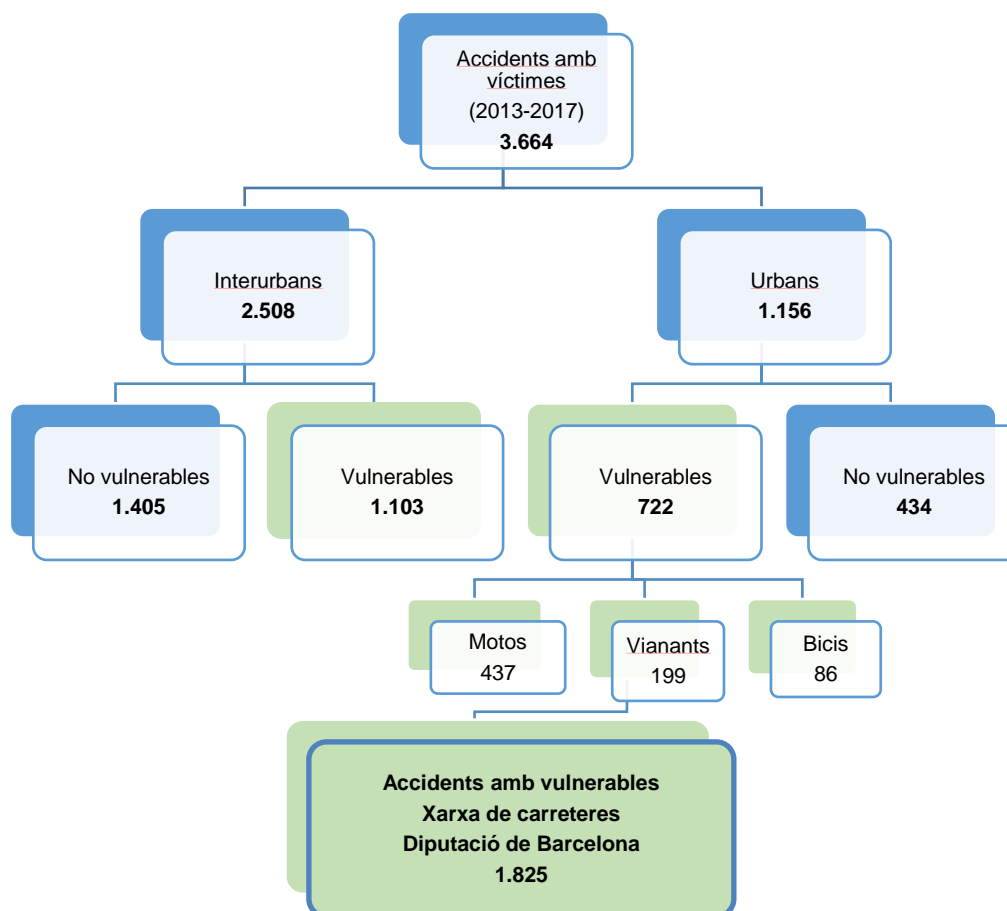 Accidents amb
víctimes
(2013-2017)
3.664
Interurbans
2.508
Urbans
1.156
No vulnerables
1.405
Vulnerables
1.103
Vulnerables
722
No vulnerables
434
Motos
437
Vianants
199
Bicis
86
Accidents amb vulnerables
Xarxa de carreteres
Diputació de Barcelona
1.825